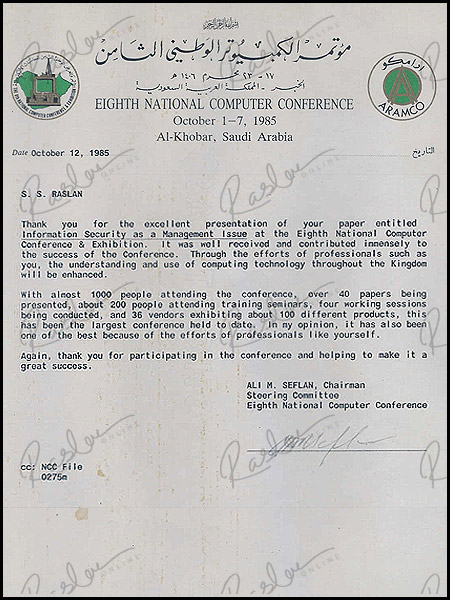 مؤتمر الكمبيوتر الوطني الثامن
١٧-٢٣ محرم ١٤٠٦ هـ
الخبر - المملكة العربية السعودية
أرامكو
ARAMCO
EIGHTH NATIONAL COMPUTER CONFERENCE
October 1-7, 1985
Al-Khobar, Saudi Arabia
Date October 12, 1985 التاريخ
S. S. RASLAN
Thank you for the excellent presentation of your paper entitled
Information Security as a Management Issue at the Eighth National Computer
Conference & Exhibition. It was well received and contributed immensely to
the success of the Conference. Through the efforts of professionals such as
you, the understanding and use of computing technology throughout the Kingdom
will be enhanced.
With almost 1000 people attending the conference, over 40 papers being
presented, about 200 people attending training seminars, four working sessions
being conducted, and 36 vendors exhibiting about 100 different products, this
has been the largest conference held to date. In my opinion, it has also been
one of the best because of the efforts of professionals like yourself.
Again, thank you for participating in the conference and helping to make it a
great success.
ALI M. SEFLAN, Chairman
Steering Committee
Eighth National Computer Conference
cc: NCC File
0275m
Raslan
ONLINE